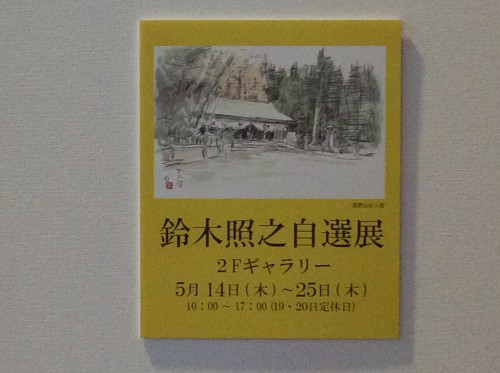 鈴木照之自選展
2Fギャラリー
5月 14日(木)〜25日(木)
10：00 〜 17：00 (19・20日定休日)